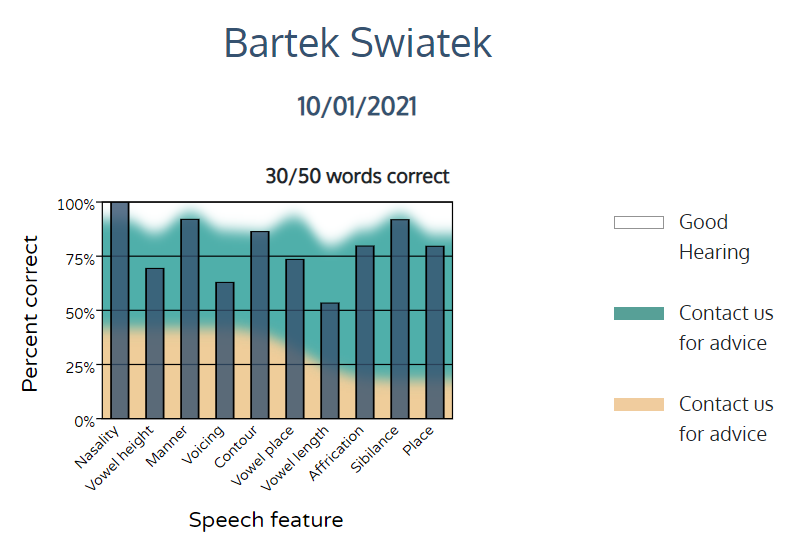 Bartek Swiatek
10/01/2021
30/50 words correct
Percent correct
100%
75%
50%
25%
0%
Nasality
Vowel height
Manner
Voicing
Contour
Vowel place
Vowel length
Affrication
Sibilance
Place
Speech feature
Good
Hearing
Contact us
for advice
Contact us
for advice